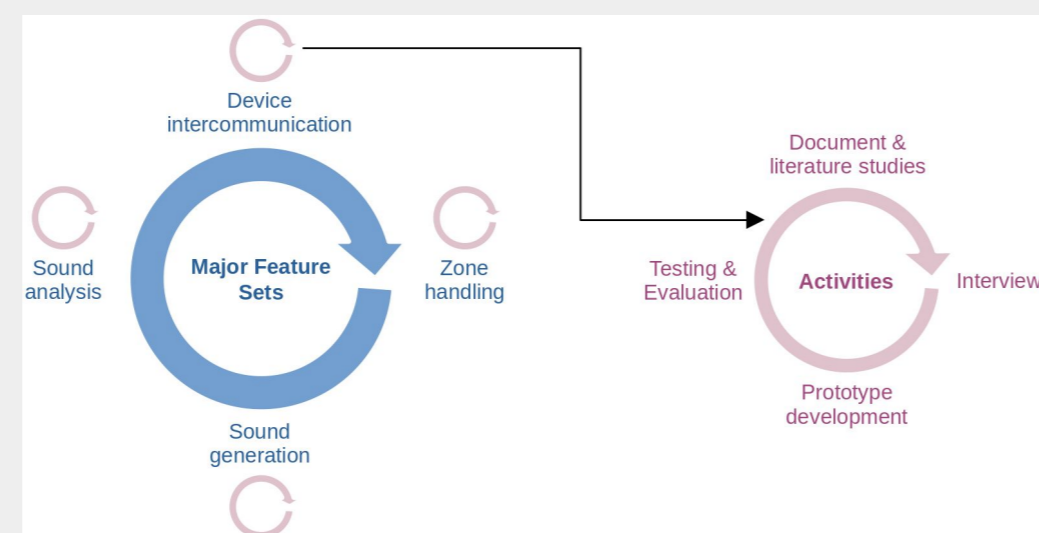 Device
intercommunication
Major Feature
Sets
Zone
handling
Sound
generation
Sound
analysis
Activities
Document &
literature studies
Interview
Prototype
development
Testing &
Evaluation